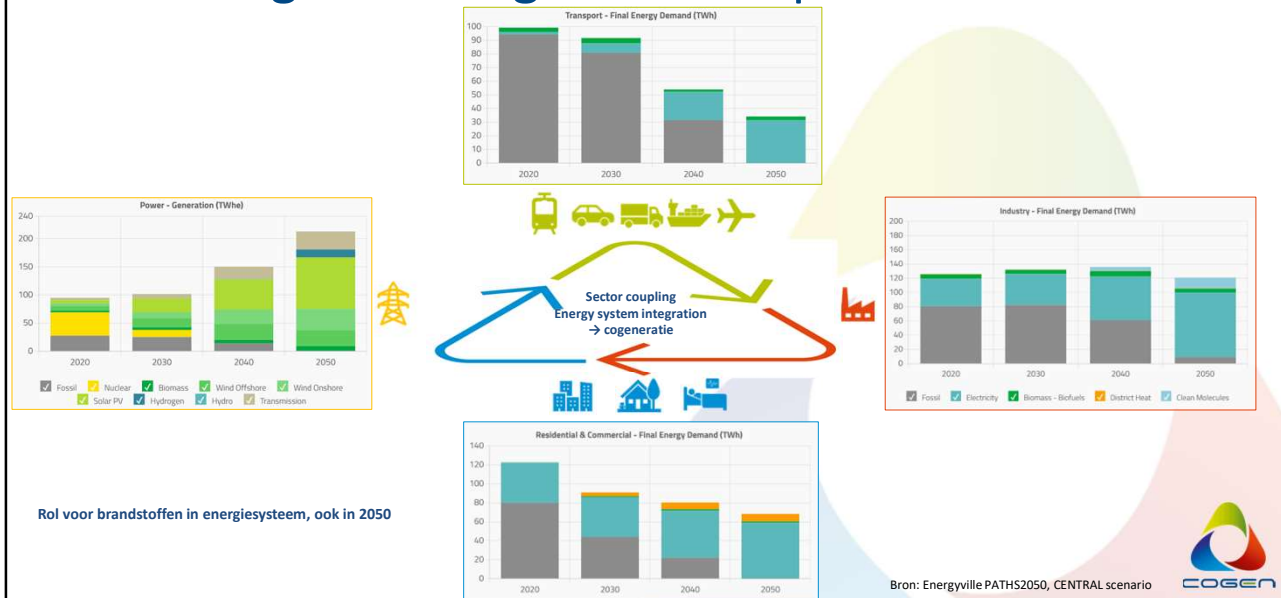 Transport - Final Energy Demand (TWh)
100
90
80
70
60
50
40
30
20
10
0
2020 2030 2040 2050
Power - Generation (TWhe)
240
200
150
100
50
0
2020 2030 2040 2050
Fossil Nuclear Biomass Wind Offshore Wind Onshore
Solar PV Hydrogen Hydro Transmission
Sector coupling
Energy system integration
→ cogeneratie
Industry - Final Energy Demand (TWh)
200
180
160
140
120
100
80
60
40
20
0
2020 2030 2040 2050
Fossil Electricity Biomass - Biofuels District Heat Clean Molecules
Residential & Commercial - Final Energy Demand (TWh)
140
120
100
80
60
40
20
0
2020 2030 2040 2050
Rol voor brandstoffen in energiesysteem, ook in 2050
Bron: Energyville PATHS2050, CENTRAL scenario
COGEN